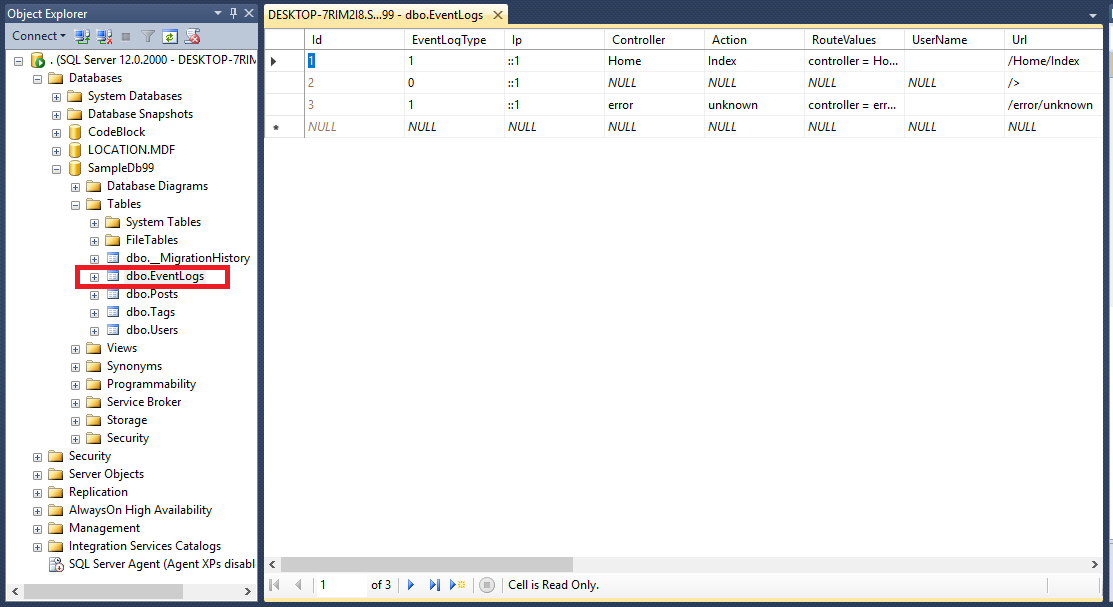 Object Explorer
Connect
. (SQL Server 12.0.2000 - DESKTOP-7RIM
Databases
System Databases
Database Snapshots
CodeBlock
LOCATION.MDF
SampleDb99
Database Diagrams
Tables
System Tables
FileTables
dbo.__MigrationHistory
dbo.EventLogs
dbo.Posts
dbo.Tags
dbo.Users
Views
Synonyms
Programmability
Service Broker
Storage
Security
Security
Server Objects
Replication
AlwaysOn High Availability
Management
Integration Services Catalogs
SQL Server Agent (Agent XPs disabl
DESKTOP-7RIM2I8.S...99 - dbo.EventLogs
Id EventLogType Ip Controller Action RouteValues UserName Url
1 1 ::1 Home Index controller = Ho... /Home/Index
2 0 ::1 NULL NULL NULL NULL />
3 1 ::1 error unknown controller = err... /error/unknown
NULL NULL NULL NULL NULL NULL NULL NULL
1 of 3 Cell is Read Only.